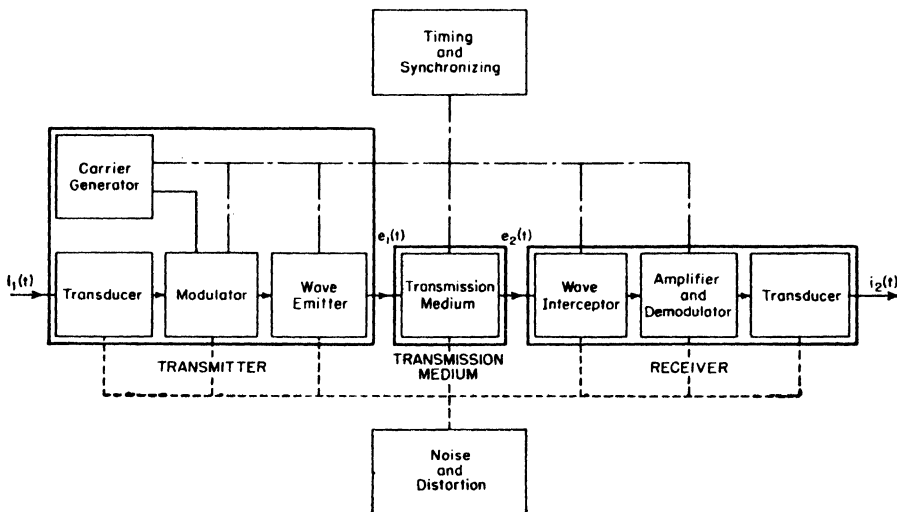 Timing
and
Synchronizing
Carrier
Generator
e₁(t)
e₂(t)
I₁(t)
Transducer
Modulator
Wave
Emitter
Transmission
Medium
Wave
Interceptor
Amplifier
and
Demodulator
Transducer
i₂(t)
TRANSMITTER
TRANSMISSION
MEDIUM
RECEIVER
Noise
and
Distortion